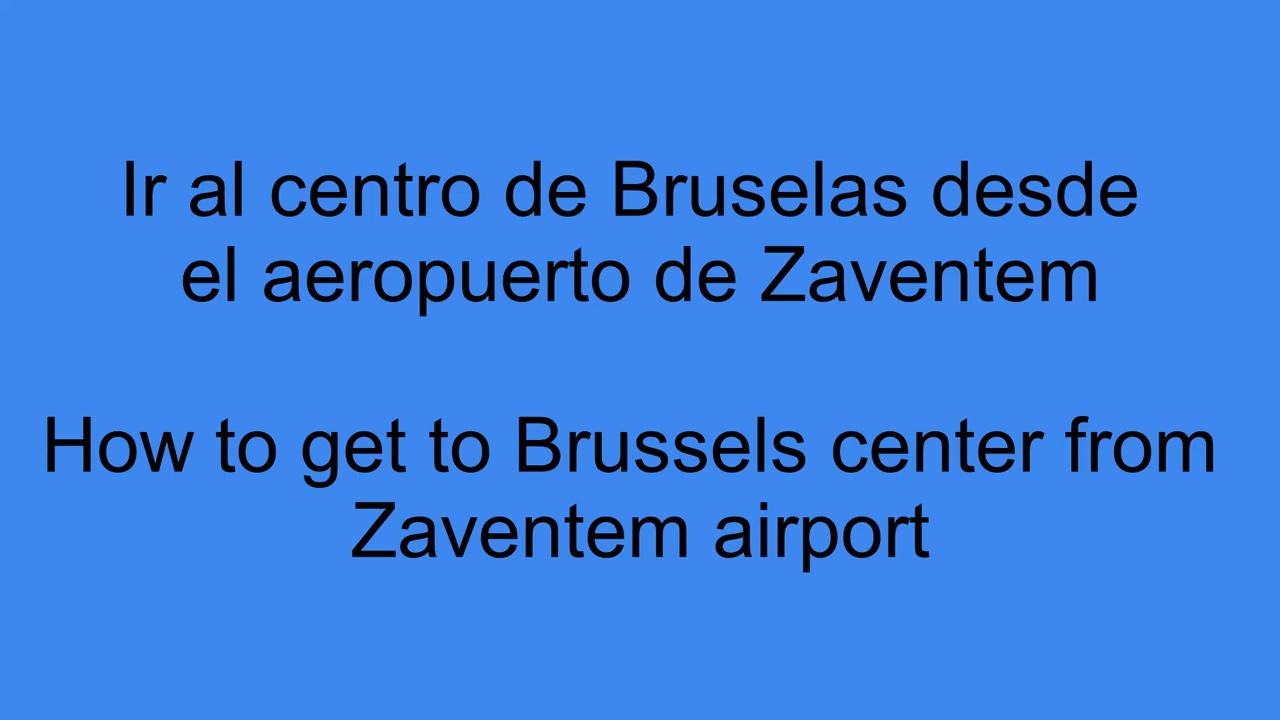 Ir al centro de Bruselas desde
el aeropuerto de Zaventem
How to get to Brussels center from
Zaventem airport